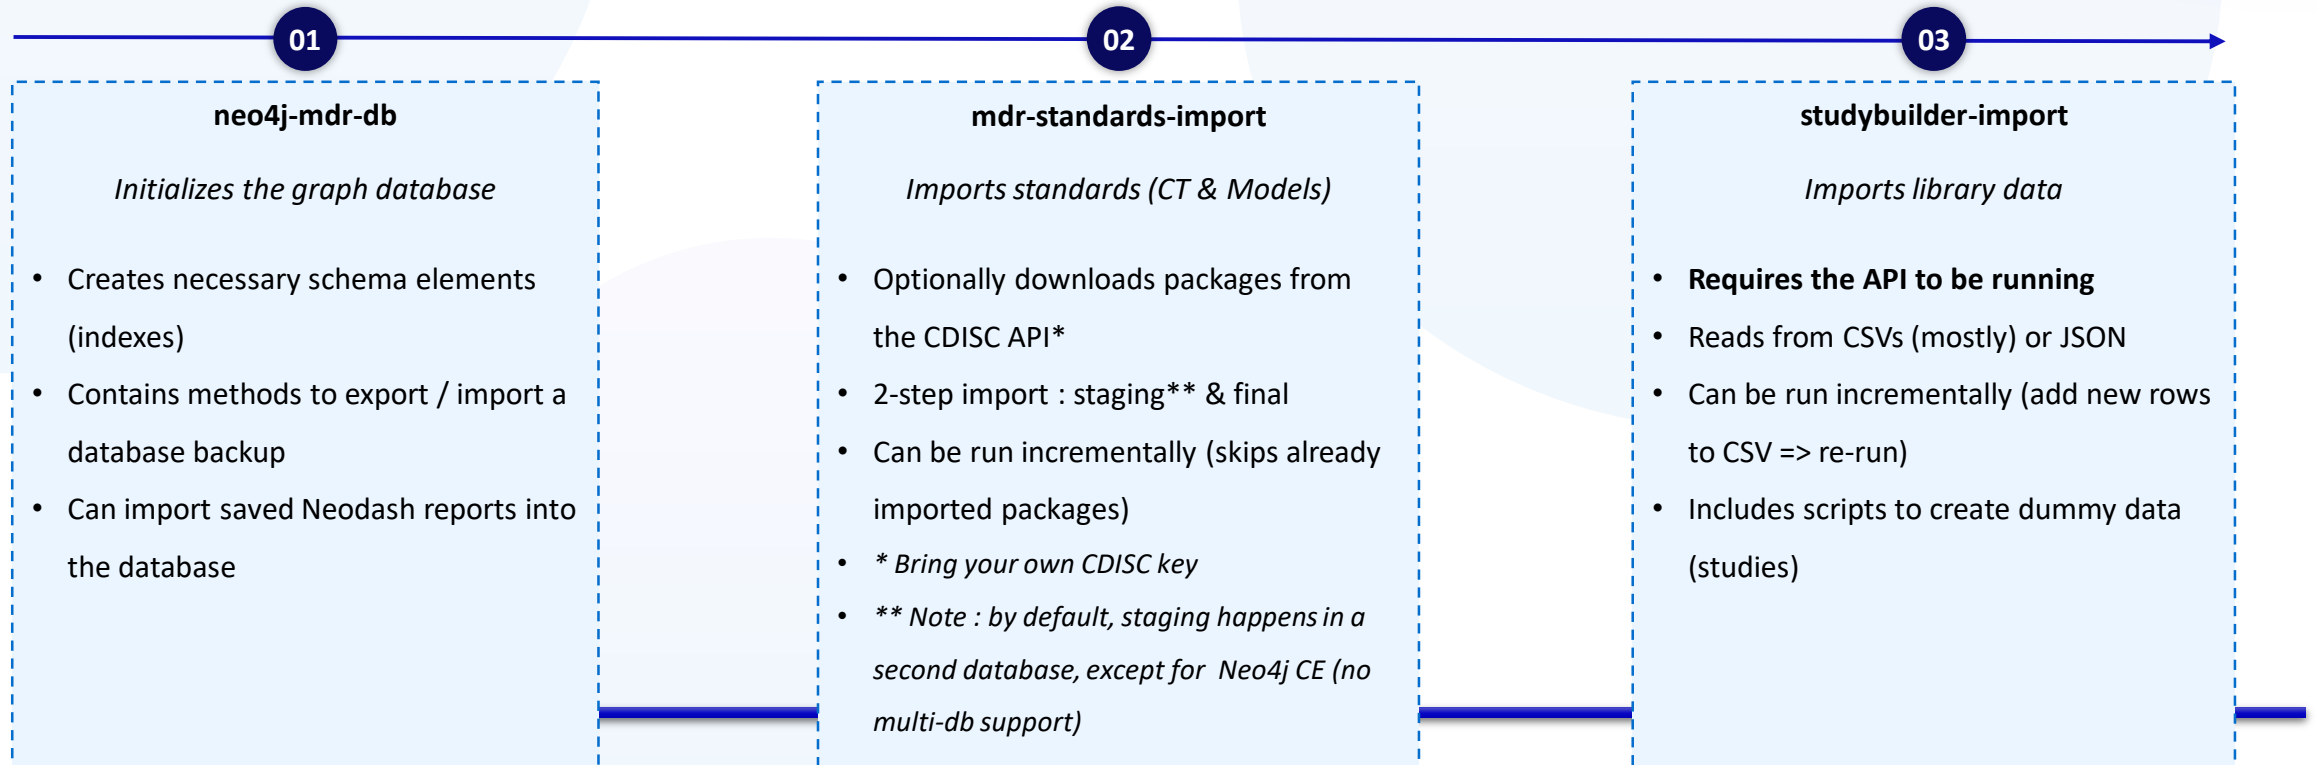 01
02
03
neo4j-mdr-db
Initializes the graph database
• Creates necessary schema elements
(indexes)
• Contains methods to export / import a
database backup
• Can import saved Neodash reports into
the database
mdr-standards-import
Imports standards (CT & Models)
• Optionally downloads packages from
the CDISC API*
• 2-step import : staging** & final
• Can be run incrementally (skips already
imported packages)
• * Bring your own CDISC key
• ** Note : by default, staging happens in a
second database, except for Neo4j CE (no
multi-db support)
studybuilder-import
Imports library data
• Requires the API to be running
• Reads from CSVs (mostly) or JSON
• Can be run incrementally (add new rows
to CSV => re-run)
• Includes scripts to create dummy data
(studies)